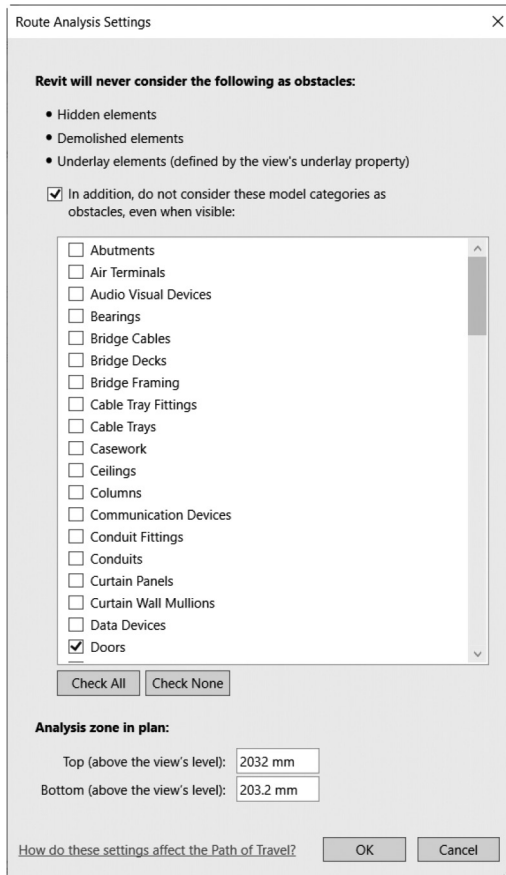 Route Analysis Settings
Revit will never consider the following as obstacles:
• Hidden elements
• Demolished elements
• Underlay elements (defined by the view's underlay property)
In addition, do not consider these model categories as
obstacles, even when visible:
Abutments
Air Terminals
Audio Visual Devices
Bearings
Bridge Cables
Bridge Decks
Bridge Framing
Cable Tray Fittings
Cable Trays
Casework
Ceilings
Columns
Communication Devices
Conduit Fittings
Conduits
Curtain Panels
Curtain Wall Mullions
Data Devices
Doors
Check All Check None
Analysis zone in plan:
Top (above the view's level): 2032 mm
Bottom (above the view's level): 203.2 mm
How do these settings affect the Path of Travel? OK Cancel